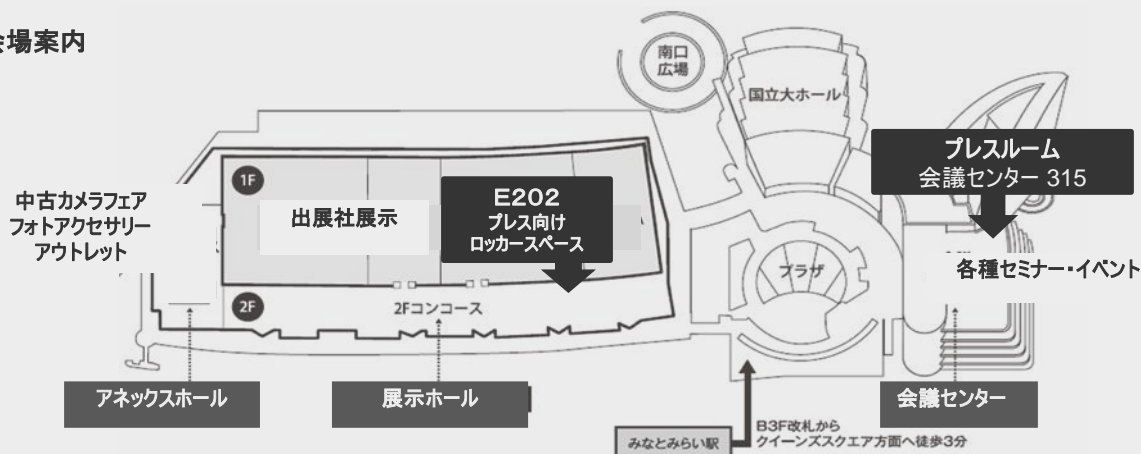 会場案内
南口
広場
国立大ホール
プレスルーム
会議センター 315
1F
中古カメラフェア
フォトアクセサリー
アウトレット
出展社展示
E202
プレス向け
ロッカースペース
プラザ
各種セミナー・イベント
2F
2Fコンコース
アネックスホール
展示ホール
会議センター
みなとみらい駅
B3F改札から
クイーンズスクエア方面へ徒歩3分